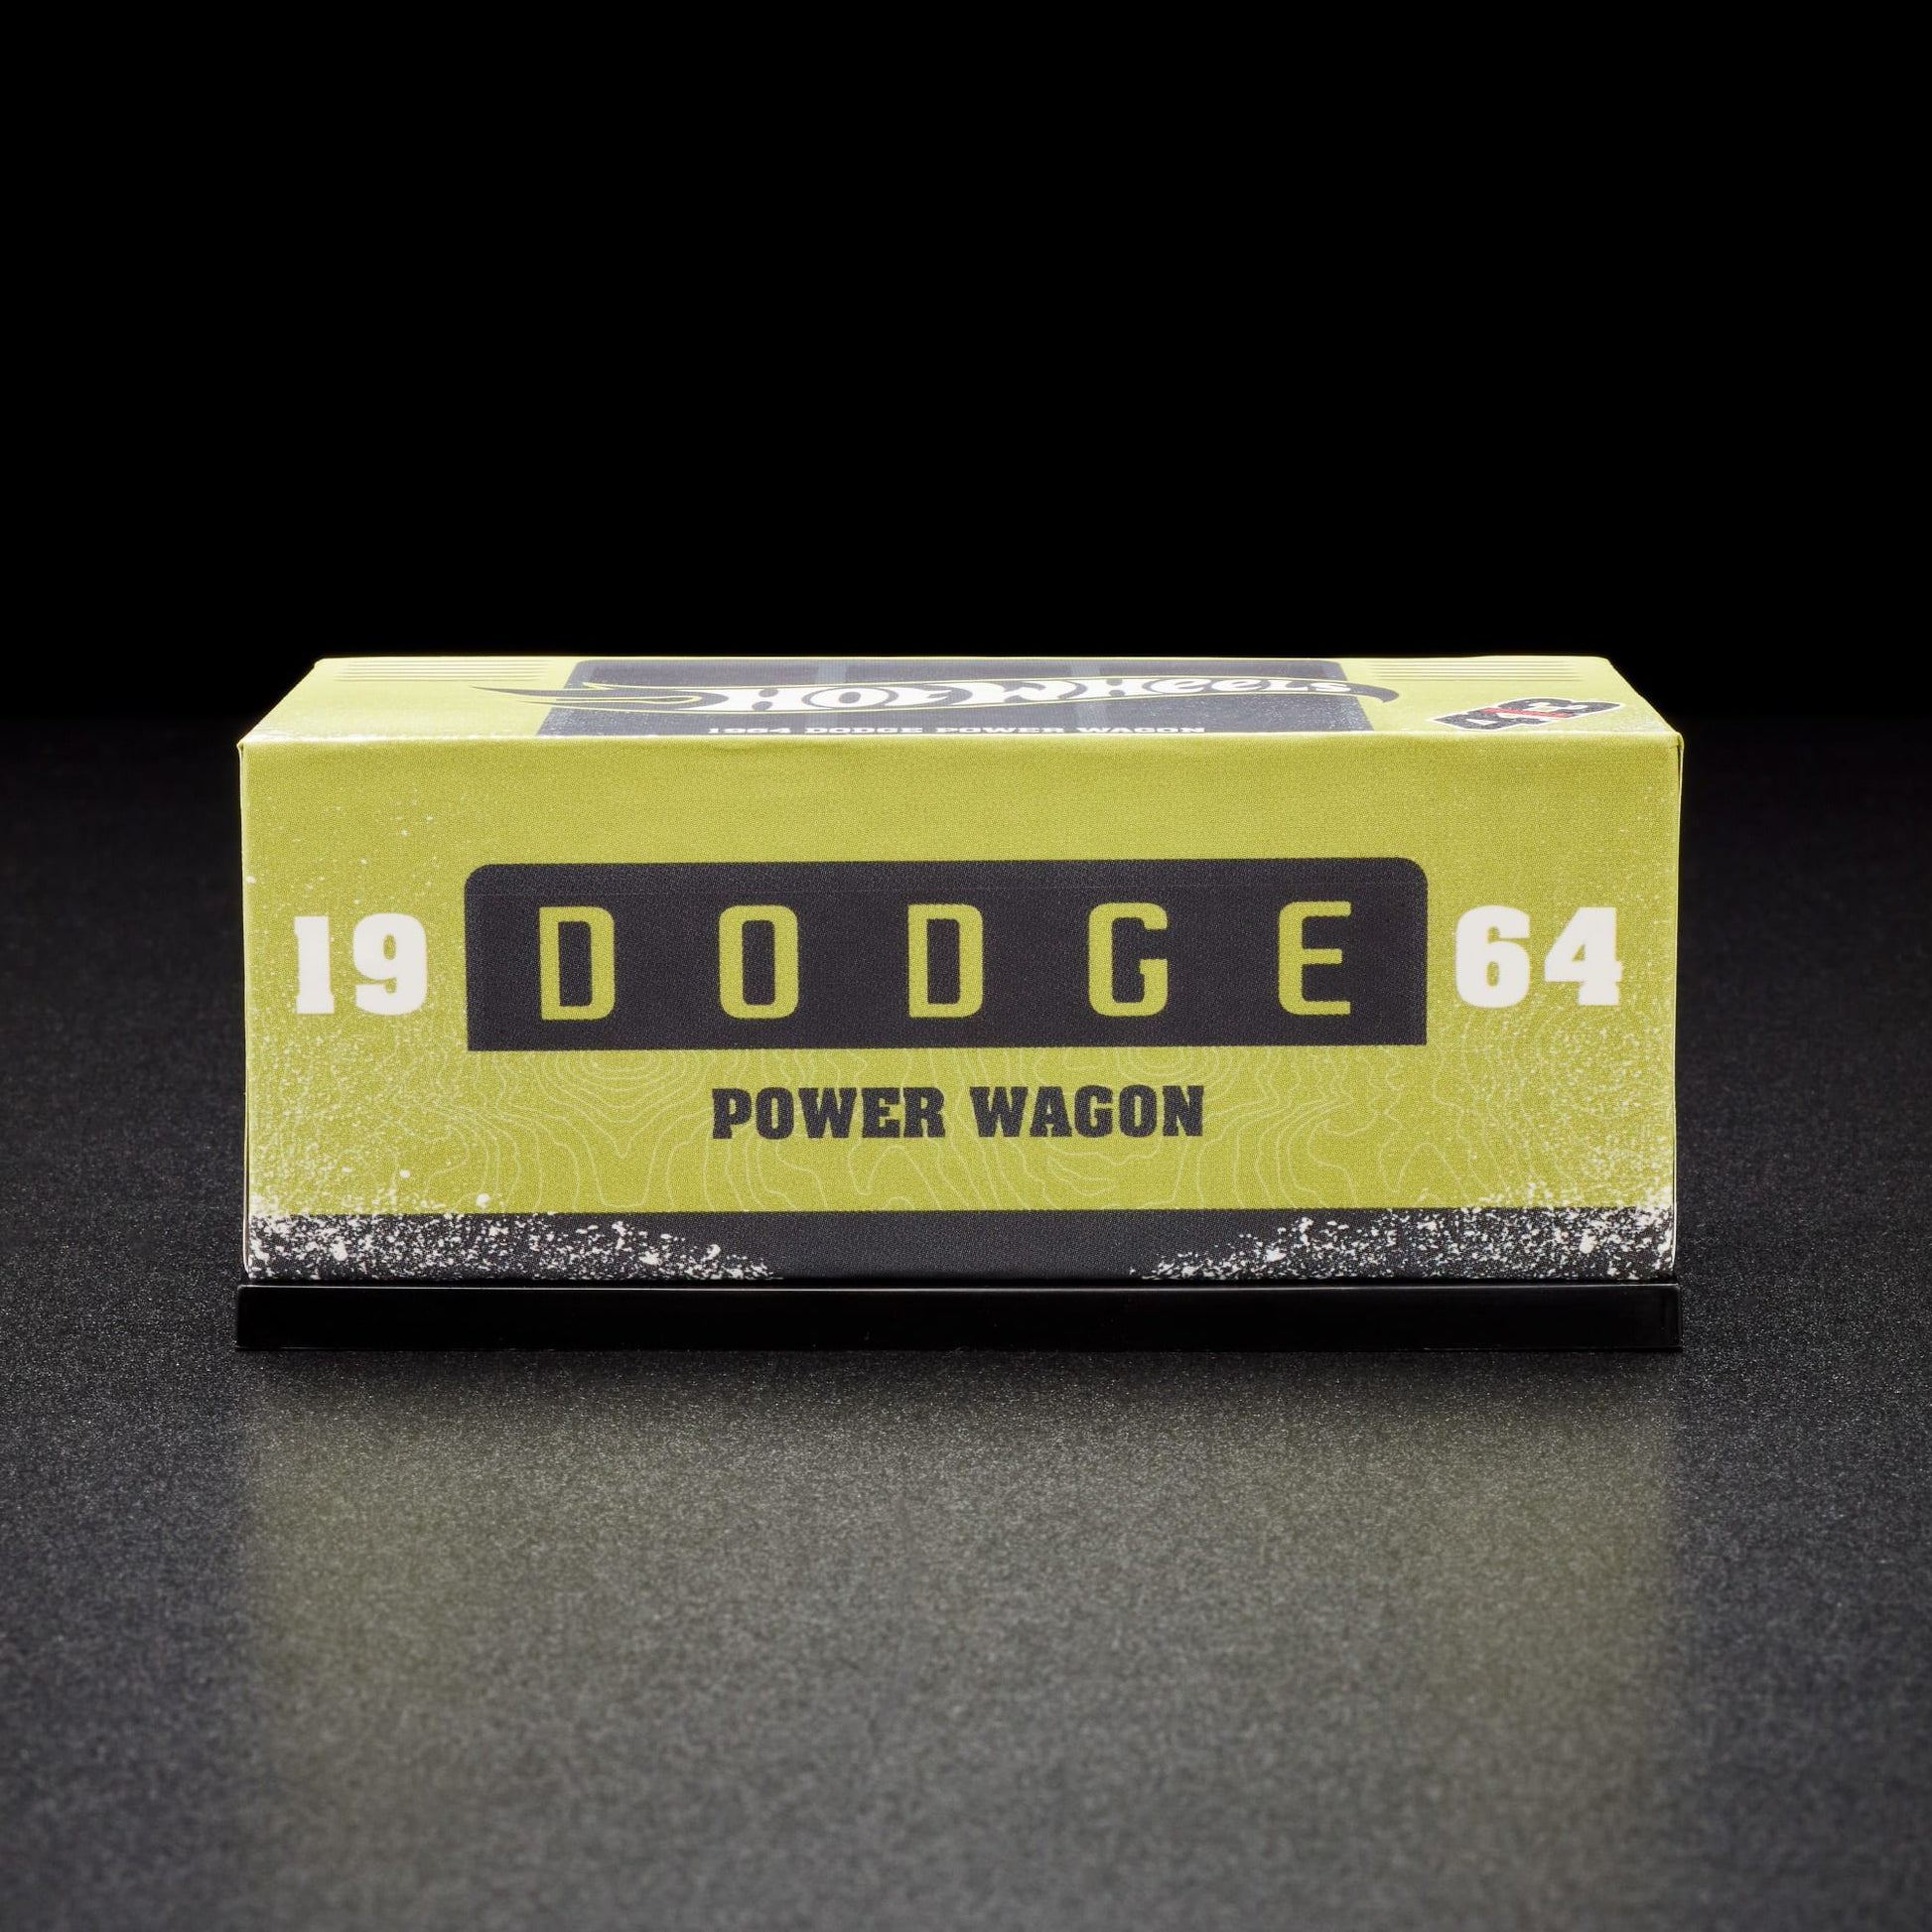 HOT WHEELS
1964 DODGE POWER WAGON
19 DODGE 64
POWER WAGON